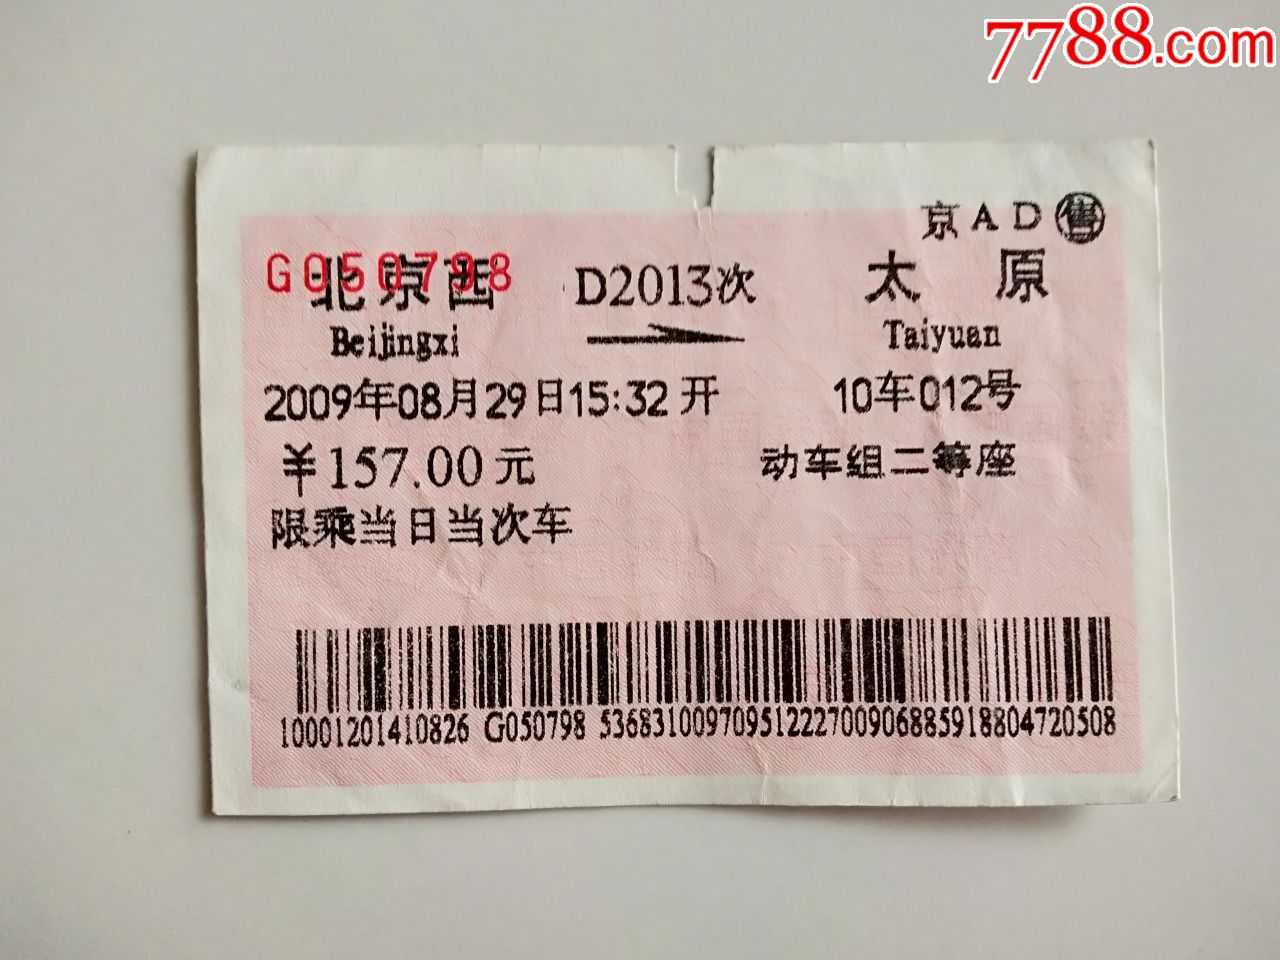 7788.com
京AD售
G050798
北京西 D2013次 太原
Beijingxi Taiyuan
2009年08月29日15:32开 10车012号
¥157.00元 动车组二等座
限乘当日当次车
10001201410826 G050798 53683100970951222700906885918804720508